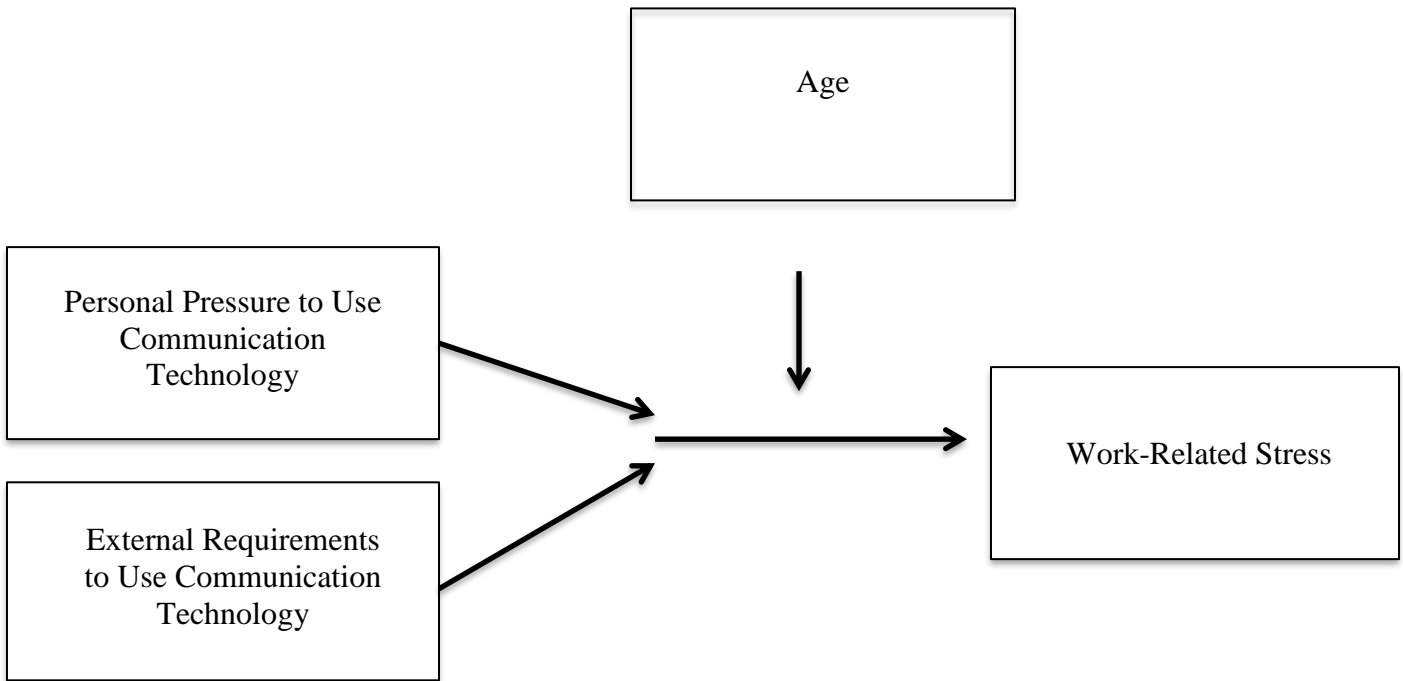 Age
Personal Pressure to Use
Communication
Technology
Work-Related Stress
External Requirements
to Use Communication
Technology